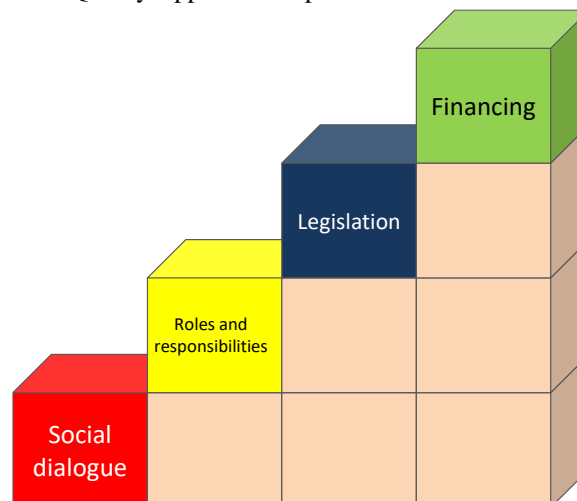 Financing
Legislation
Roles and
responsibilities
Social
dialogue